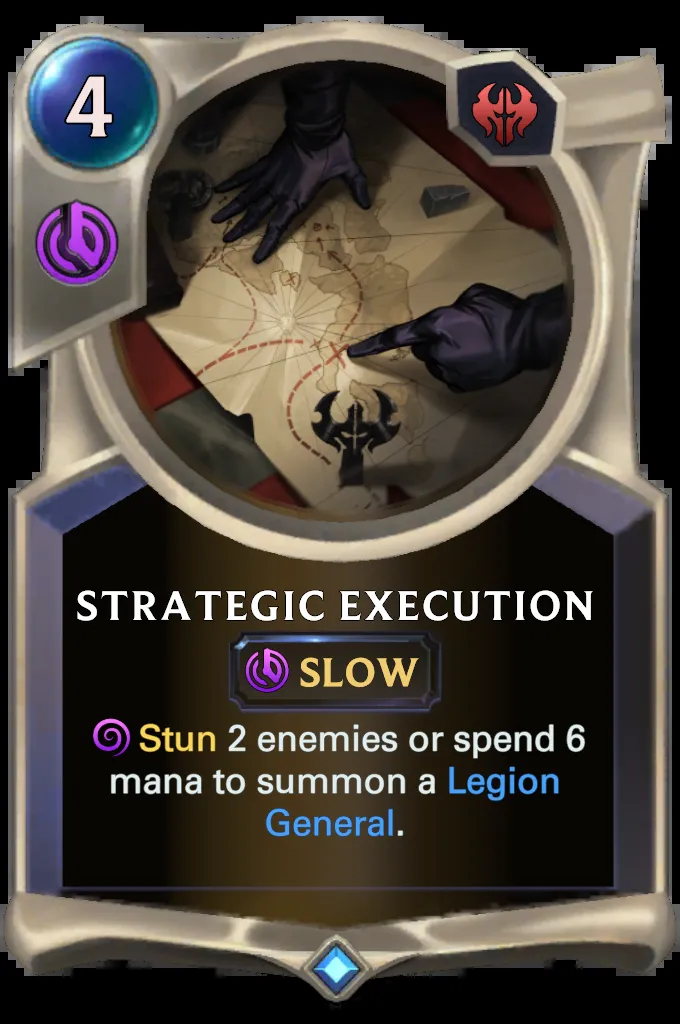 4
STRATEGIC EXECUTION
SLOW
Stun 2 enemies or spend 6
mana to summon a Legion
General.